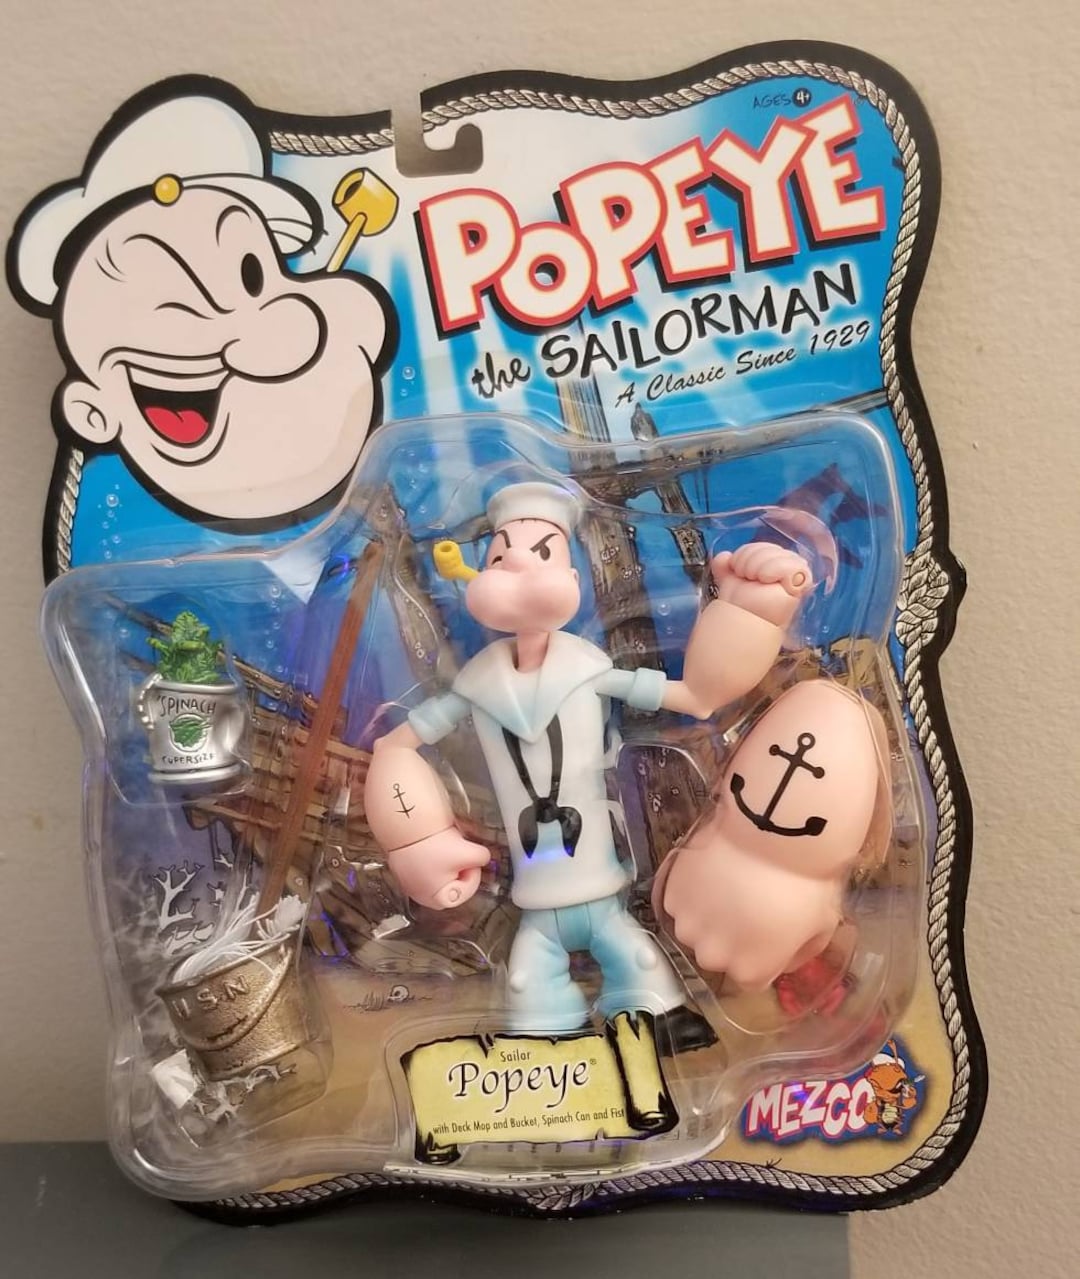 AGES 4+
POPEYE
the SAILORMAN
A Classic Since 1929
SPINACH
SUPERSIZE
ISN
Sailor
Popeye®
with Deck Mop and Bucket, Spinach Can and Fist
MEZCO